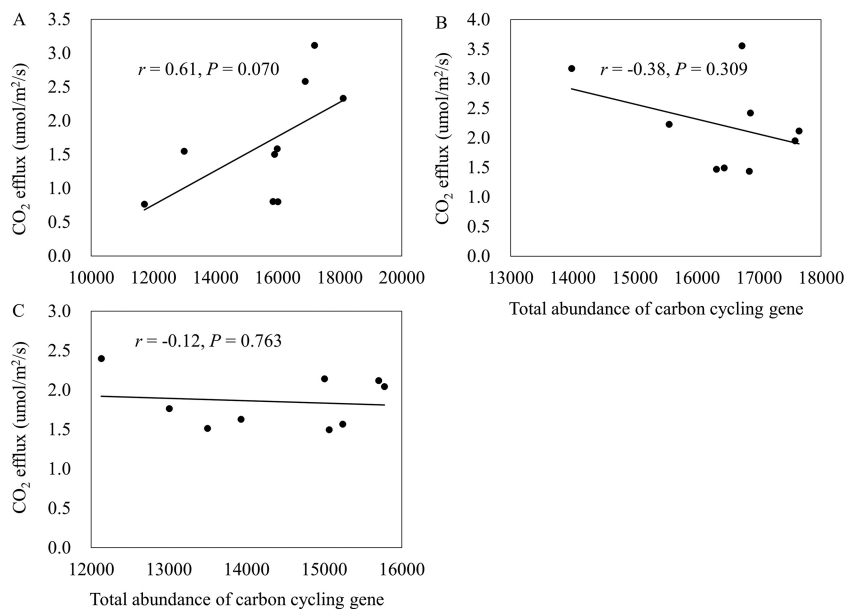 A
CO2 efflux (umol/m2/s)
3.5
3.0
2.5
2.0
1.5
1.0
0.5
0.0
r = 0.61, P = 0.070
10000 12000 14000 16000 18000 20000
B
CO2 efflux (umol/m2/s)
4.0
3.5
3.0
2.5
2.0
1.5
1.0
0.5
0.0
r = -0.38, P = 0.309
13000 14000 15000 16000 17000 18000
Total abundance of carbon cycling gene
C
CO2 efflux (umol/m2/s)
3.0
2.5
2.0
1.5
1.0
0.5
0.0
r = -0.12, P = 0.763
12000 13000 14000 15000 16000
Total abundance of carbon cycling gene